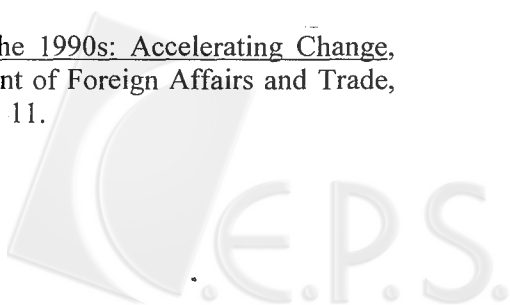 he 1990s: Accelerating Change,
nt of Foreign Affairs and Trade,
11.
C.E.P.S.